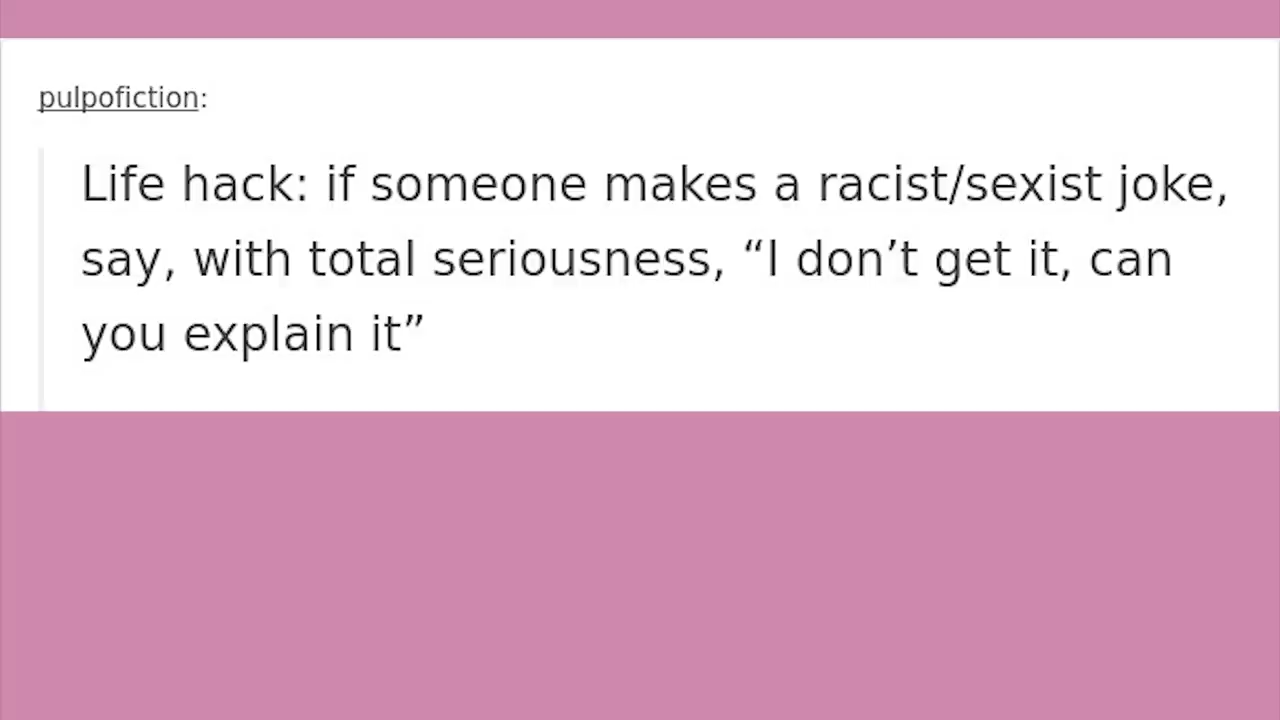 pulpofiction:
Life hack: if someone makes a racist/sexist joke,
say, with total seriousness, “I don’t get it, can
you explain it”